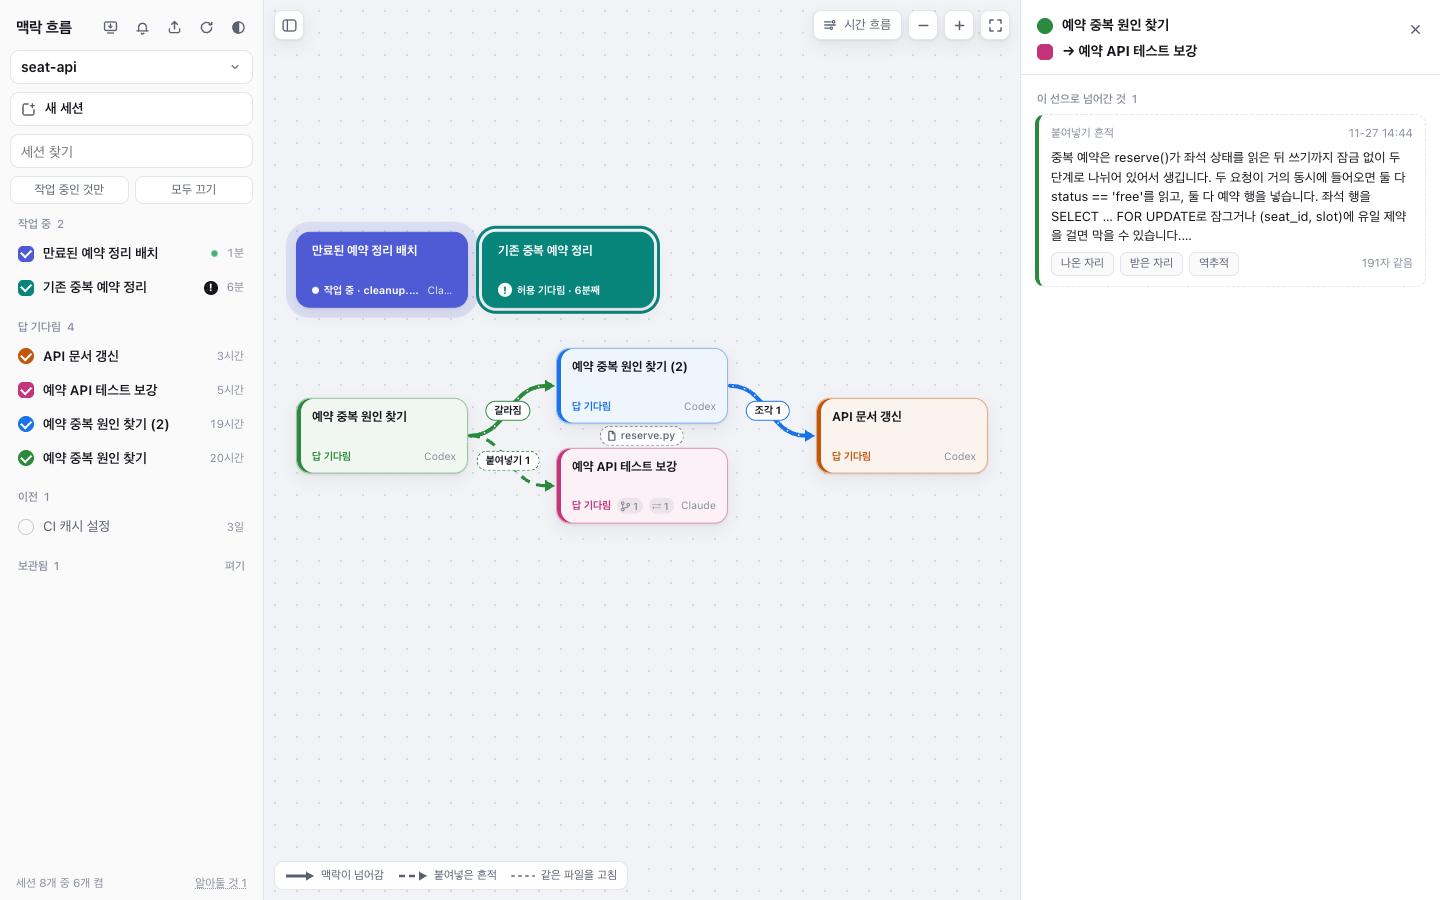 맥락 흐름
seat-api
새 세션
세션 찾기
작업 중인 것만
모두 끄기
작업 중 2
만료된 예약 정리 배치 1분
기존 중복 예약 정리 ! 6분
답 기다림 4
API 문서 갱신 3시간
예약 API 테스트 보강 5시간
예약 중복 원인 찾기 (2) 19시간
예약 중복 원인 찾기 20시간
이전 1
CI 캐시 설정 3일
보관됨 1 펴기
세션 8개 중 6개 켬 알아둘 것 1
시간 흐름
만료된 예약 정리 배치
작업 중 · cleanup.... Cla...
기존 중복 예약 정리
! 허용 기다림 · 6분째
예약 중복 원인 찾기
답 기다림 Codex
갈라짐
붙여넣기 1
예약 중복 원인 찾기 (2)
답 기다림 Codex
reserve.py
예약 API 테스트 보강
답 기다림 1 1 Claude
조각 1
API 문서 갱신
답 기다림 Codex
맥락이 넘어감 붙여넣은 흔적 같은 파일을 고침
예약 중복 원인 찾기
→ 예약 API 테스트 보강
이 선으로 넘어간 것 1
붙여넣기 흔적 11-27 14:44
중복 예약은 reserve()가 좌석 상태를 읽은 뒤 쓰기까지 잠금 없이 두
단계로 나뉘어 있어서 생깁니다. 두 요청이 거의 동시에 들어오면 둘 다
status == 'free'를 읽고, 둘 다 예약 행을 넣습니다. 좌석 행을
SELECT ... FOR UPDATE로 잠그거나 (seat_id, slot)에 유일 제약
을 걸면 막을 수 있습니다....
나온 자리 받은 자리 역추적 191자 같음